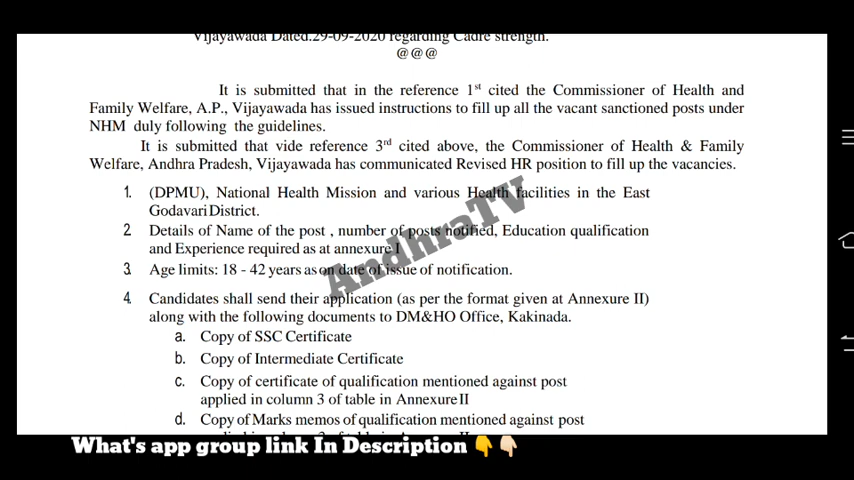 Vijayawada Dated.29-09-2020 regarding Cadre strength.
@@@
It is submitted that in the reference 1st cited the Commissioner of Health and
Family Welfare, A.P., Vijayawada has issued instructions to fill up all the vacant sanctioned posts under
NHM duly following the guidelines.
It is submitted that vide reference 3rd cited above, the Commissioner of Health & Family
Welfare, Andhra Pradesh, Vijayawada has communicated Revised HR position to fill up the vacancies.
1. (DPMU), National Health Mission and various Health facilities in the East
Godavari District.
2 Details of Name of the post , number of posts notified, Education qualification
and Experience required as at annexure I
3. Age limits: 18 - 42 years as on date of issue of notification.
4. Candidates shall send their application (as per the format given at Annexure II)
along with the following documents to DM&HO Office, Kakinada.
a. Copy of SSC Certificate
b. Copy of Intermediate Certificate
c. Copy of certificate of qualification mentioned against post
applied in column 3 of table in Annexure II
d. Copy of Marks memos of qualification mentioned against post
AndhraTV
What's app group link In Description 👇👇🏻